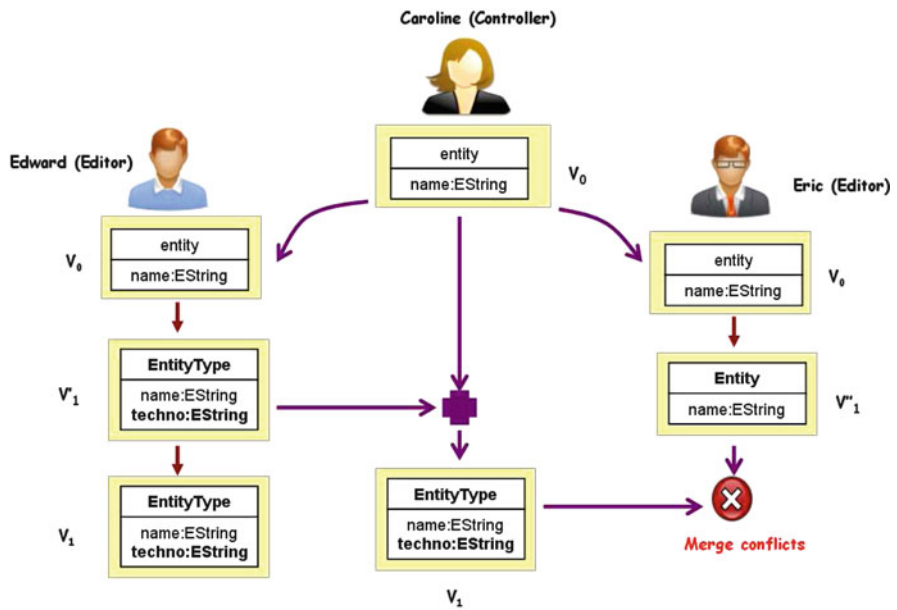 Caroline (Controller)
Edward (Editor)
entity
name:EString
V₀
Eric (Editor)
entity
name:EString
V₀
entity
name:EString
V₀
EntityType
name:EString
techno:EString
V'₁
Entity
name:EString
V"₁
EntityType
name:EString
techno:EString
V₁
EntityType
name:EString
techno:EString
V₁
Merge conflicts